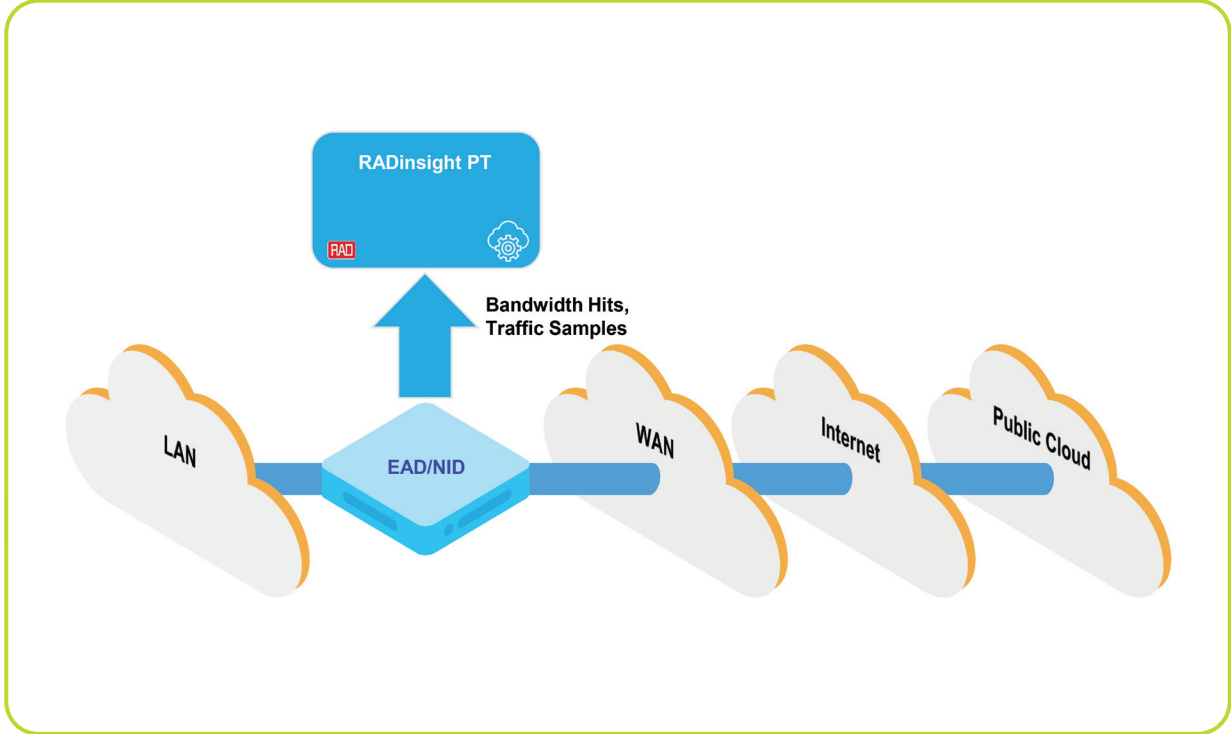 RADinsight PT
RAD
Bandwidth Hits,
Traffic Samples
LAN
EAD/NID
WAN
Internet
Public Cloud